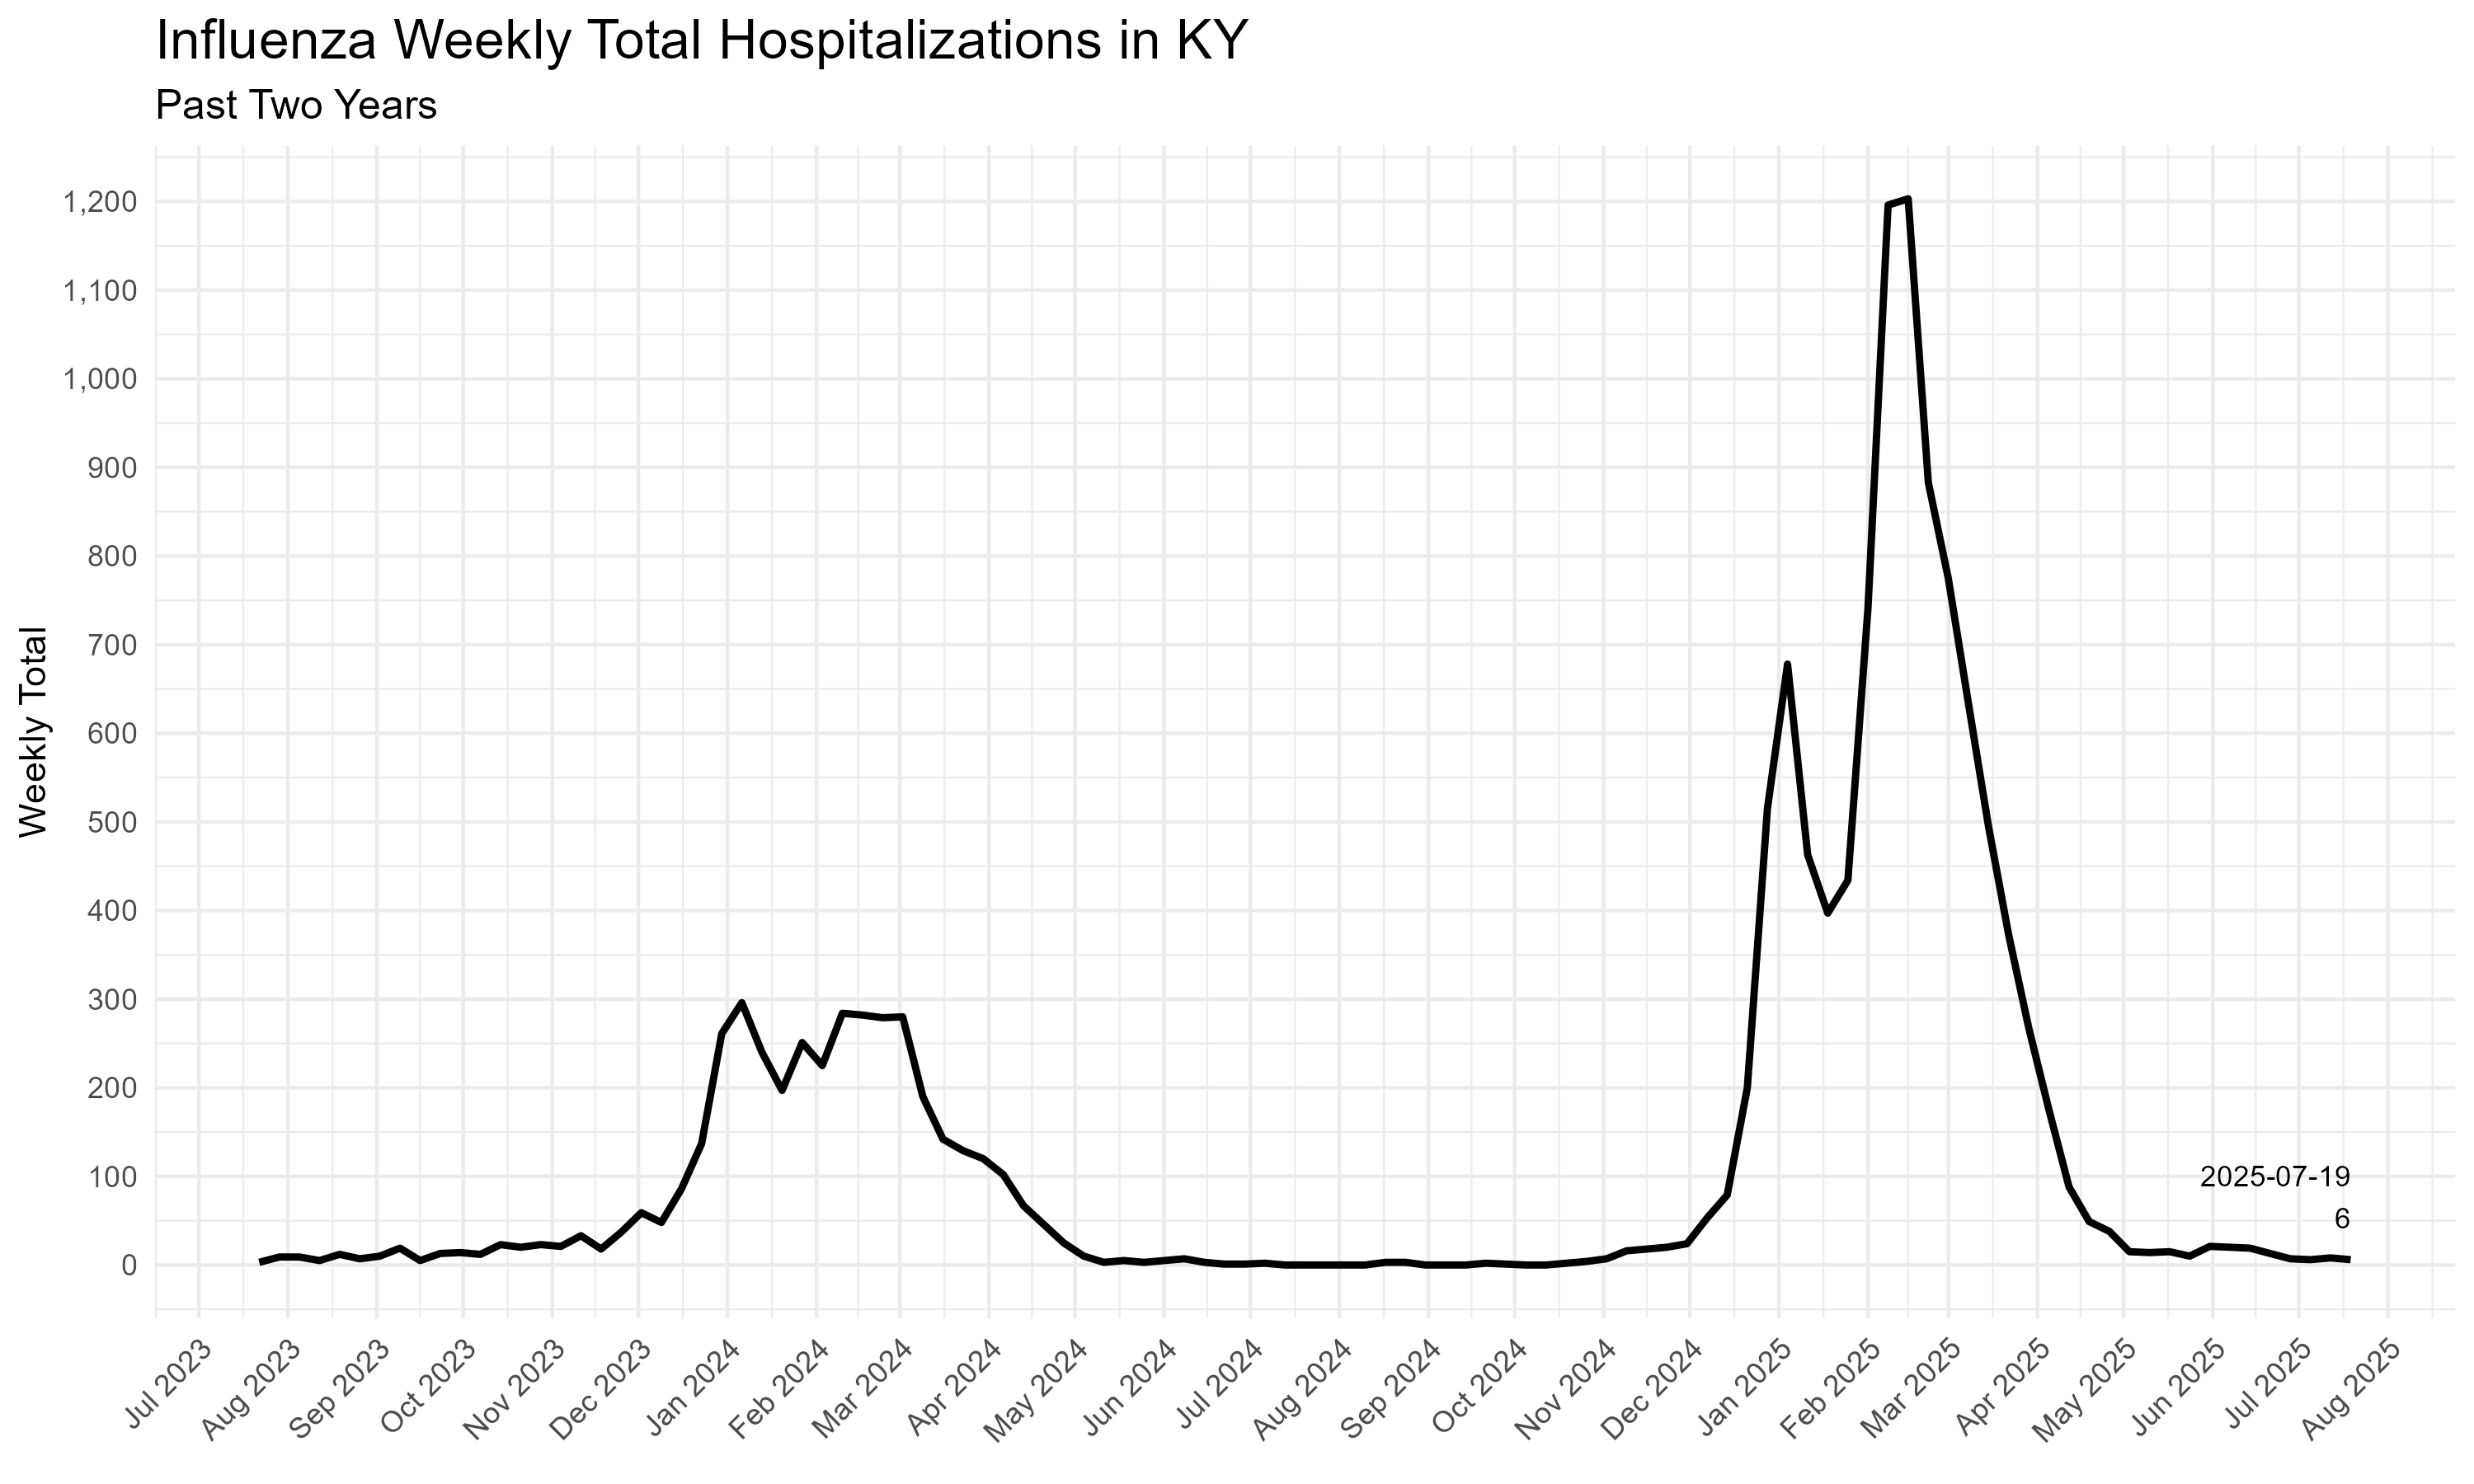 Influenza Weekly Total Hospitalizations in KY
Past Two Years
Weekly Total
1,200
1,100
1,000
900
800
700
600
500
400
300
200
100
0
2025-07-19
6
Jul 2023
Aug 2023
Sep 2023
Oct 2023
Nov 2023
Dec 2023
Jan 2024
Feb 2024
Mar 2024
Apr 2024
May 2024
Jun 2024
Jul 2024
Aug 2024
Sep 2024
Oct 2024
Nov 2024
Dec 2024
Jan 2025
Feb 2025
Mar 2025
Apr 2025
May 2025
Jun 2025
Jul 2025
Aug 2025